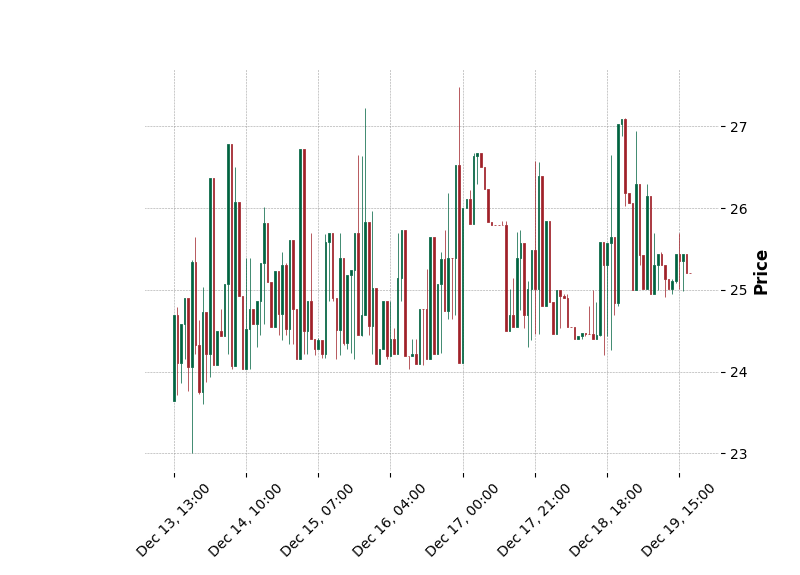 27
26
25
24
23
Price
Dec 13, 13:00
Dec 14, 10:00
Dec 15, 07:00
Dec 16, 04:00
Dec 17, 00:00
Dec 17, 21:00
Dec 18, 18:00
Dec 19, 15:00